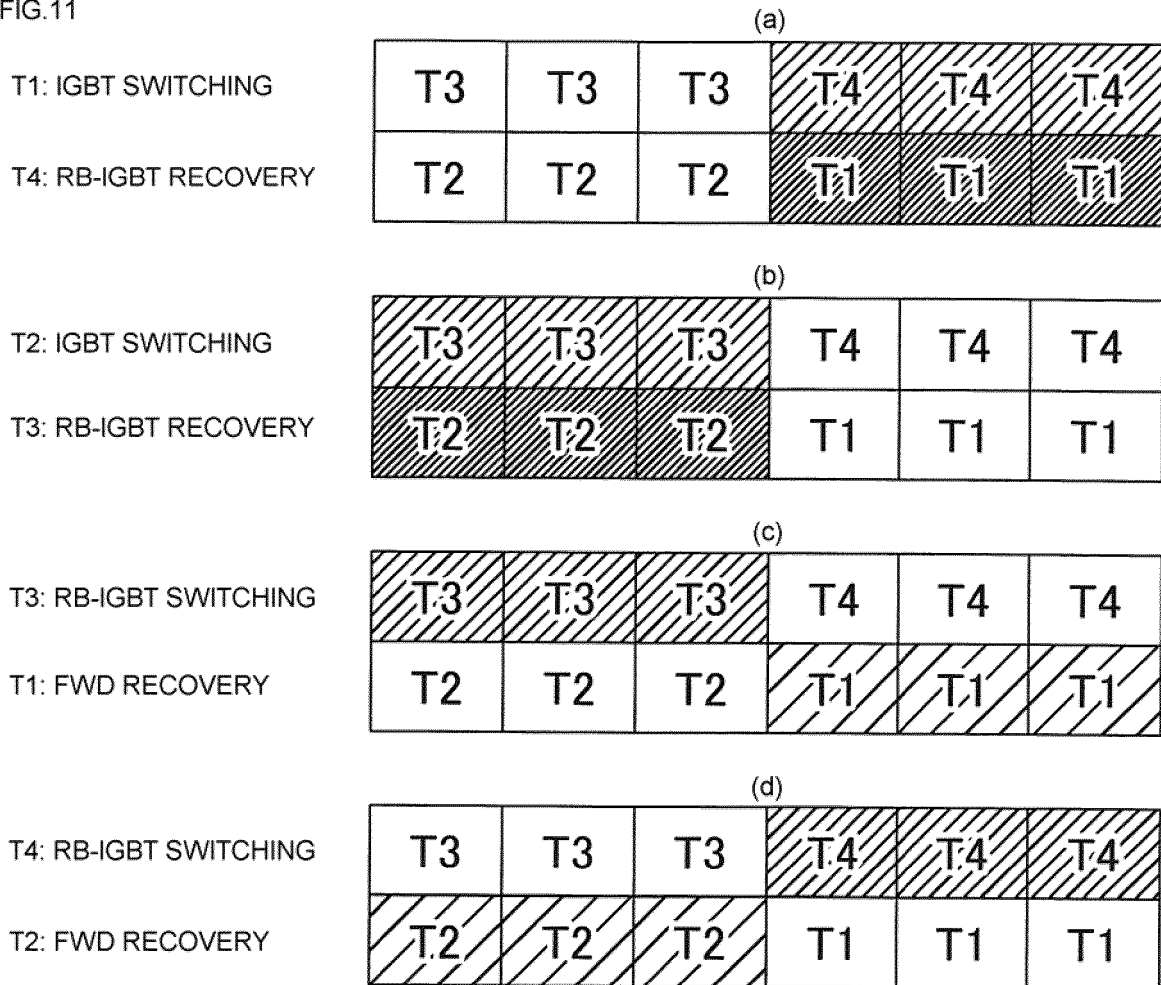 FIG.11
(a)
T1: IGBT SWITCHING
T3 T3 T3 T4 T4 T4
T4: RB-IGBT RECOVERY
T2 T2 T2 T1 T1 T1
(b)
T2: IGBT SWITCHING
T3 T3 T3 T4 T4 T4
T3: RB-IGBT RECOVERY
T2 T2 T2 T1 T1 T1
(c)
T3: RB-IGBT SWITCHING
T3 T3 T3 T4 T4 T4
T1: FWD RECOVERY
T2 T2 T2 T1 T1 T1
(d)
T4: RB-IGBT SWITCHING
T3 T3 T3 T4 T4 T4
T2: FWD RECOVERY
T2 T2 T2 T1 T1 T1